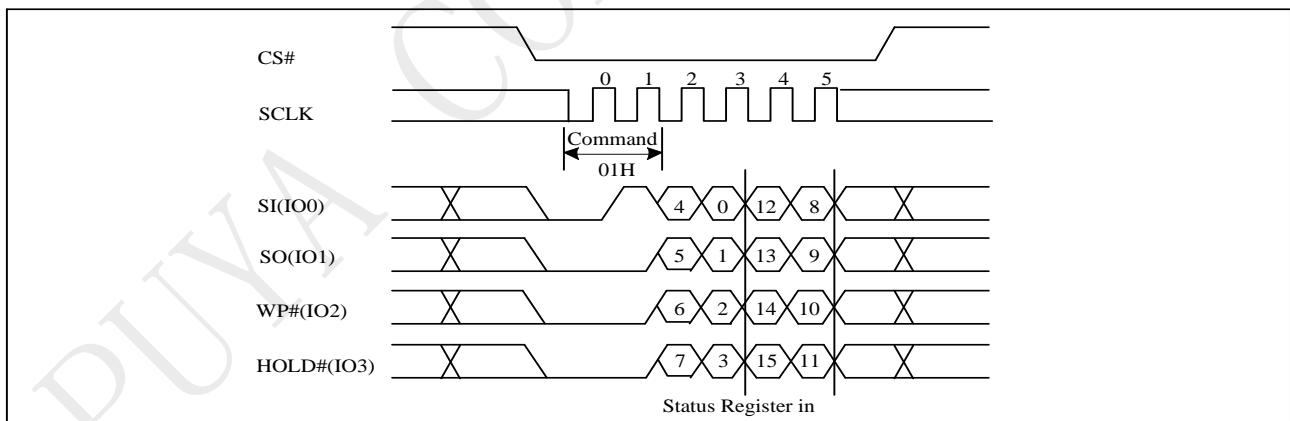 CS#
0 1 2 3 4 5
SCLK
Command
01H
SI(IO0) 4 0 12 8
SO(IO1) 5 1 13 9
WP#(IO2) 6 2 14 10
HOLD#(IO3) 7 3 15 11
Status Register in
PUYA